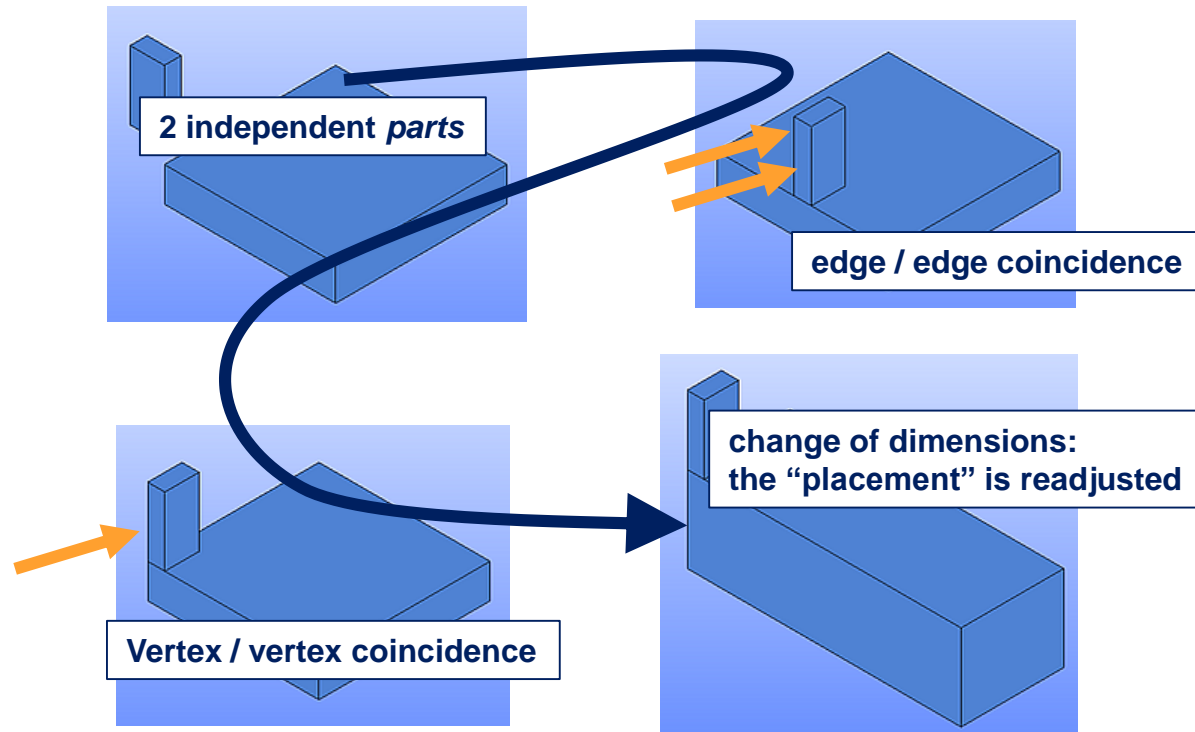 2 independent parts
edge / edge coincidence
Vertex / vertex coincidence
change of dimensions:
the “placement” is readjusted